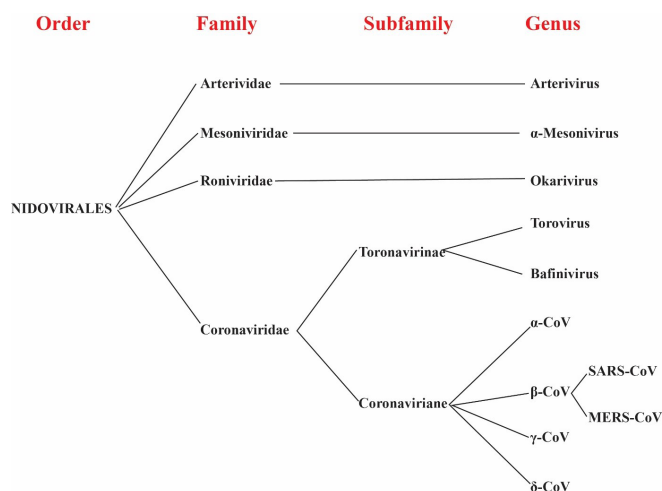 Order Family Subfamily Genus
Arterividae Arterivirus
Mesoniviridae α-Mesonivirus
Roniviridae Okarivirus
NIDOVIRALES
Torovirus
Toronavirinae
Bafinivirus
α-CoV
Coronaviridae
SARS-CoV
β-CoV
Coronaviriane
MERS-CoV
γ-CoV
δ-CoV